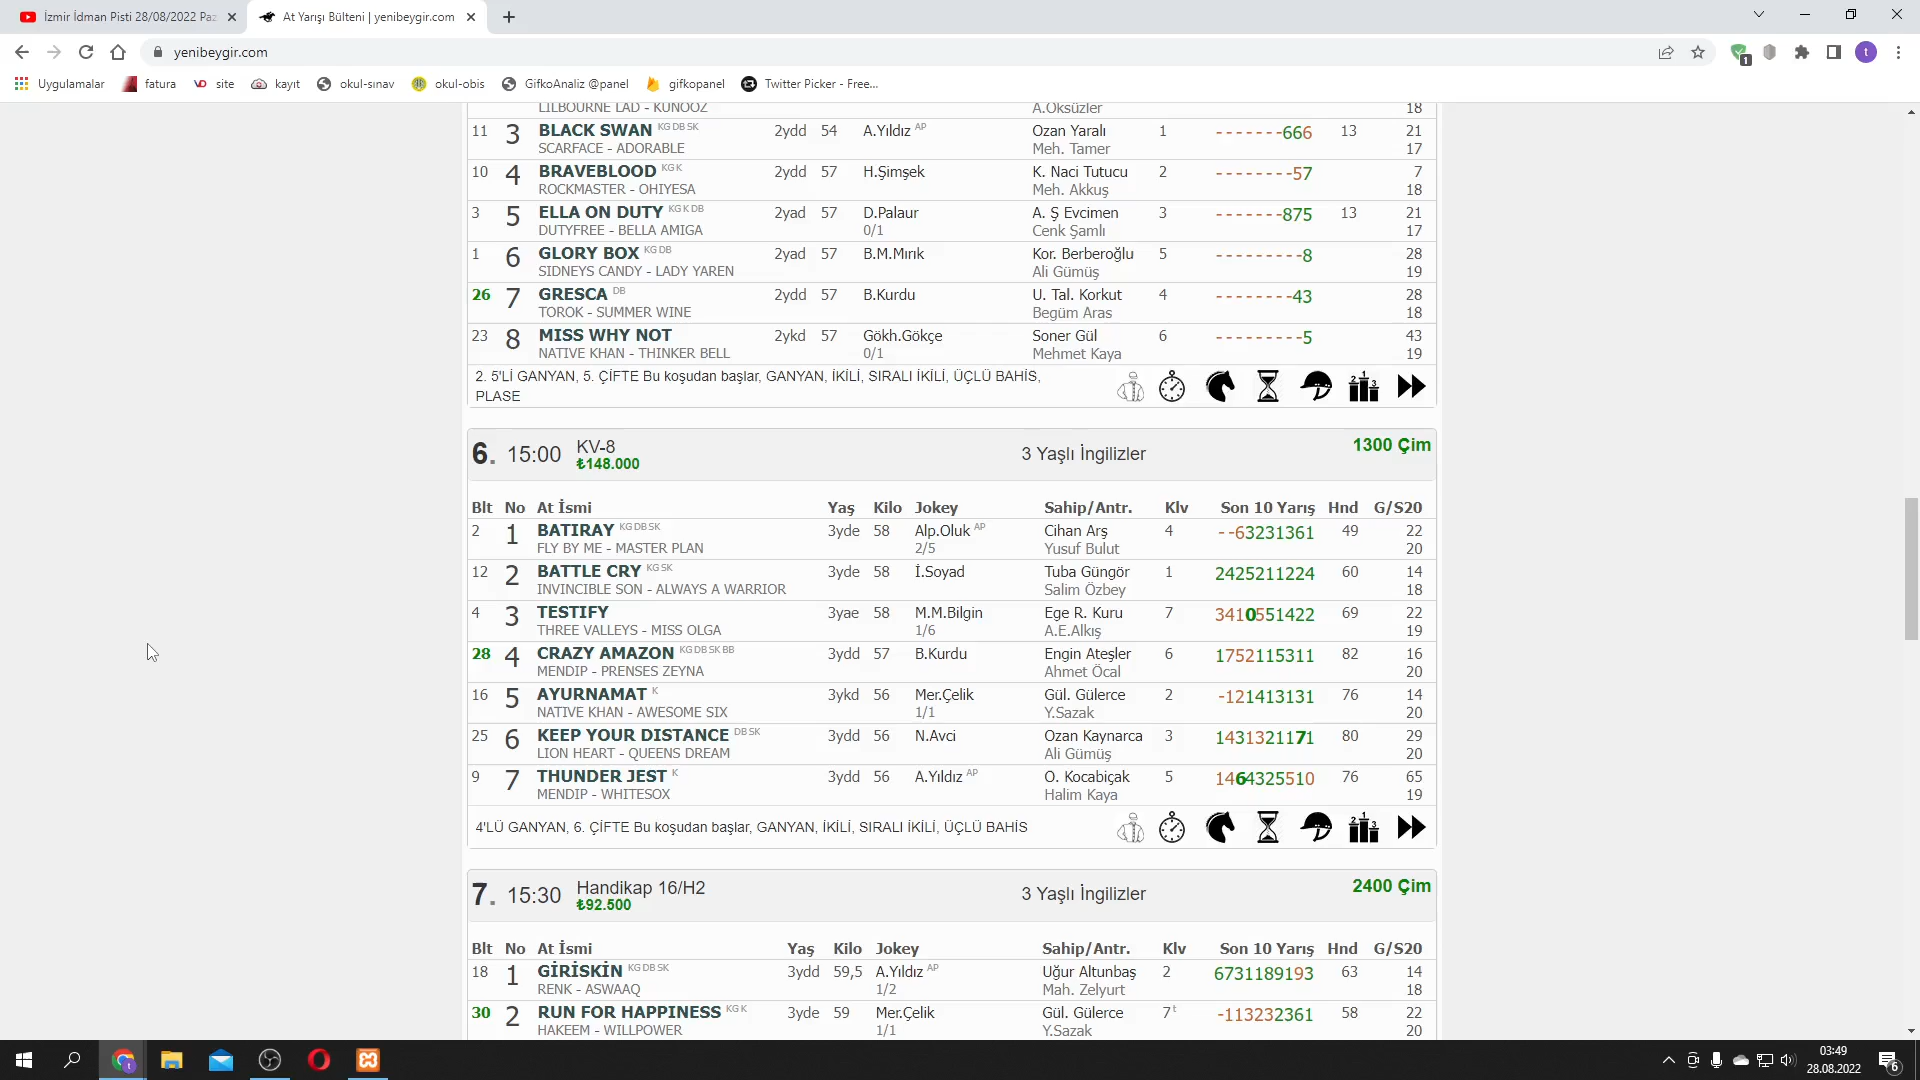 İzmir İdman Pisti 28/08/2022 Paz
At Yarışı Bülteni | yenibeygir.com
yenibeygir.com
1
t
Uygulamalar
fatura
site
kayıt
okul-sınav
okul-obis
GifkoAnaliz @panel
gifkopanel
Twitter Picker - Free...
LILBOURNE LAD - KUNOOZ A.Öksüzler 18
11 3 BLACK SWAN KG DB SK 2ydd 54 A.Yıldız AP Ozan Yaralı 1 -------666 13 21
SCARFACE - ADORABLE Meh. Tamer 17
10 4 BRAVEBLOOD KG K 2ydd 57 H.Şimşek K. Naci Tutucu 2 --------57 7
ROCKMASTER - OHIYESA Meh. Akkuş 18
3 5 ELLA ON DUTY KG K DB 2yad 57 D.Palaur A. Ş Evcimen 3 -------875 13 21
DUTYFREE - BELLA AMIGA 0/1 Cenk Şamlı 17
1 6 GLORY BOX KG DB 2yad 57 B.M.Mırık Kor. Berberoğlu 5 ---------8 28
SIDNEYS CANDY - LADY YAREN Ali Gümüş 19
26 7 GRESCA DB 2ydd 57 B.Kurdu U. Tal. Korkut 4 --------43 28
TOROK - SUMMER WINE Begüm Aras 18
23 8 MISS WHY NOT 2ykd 57 Gökh.Gökçe Soner Gül 6 ---------5 43
NATIVE KHAN - THINKER BELL 0/1 Mehmet Kaya 19
2. 5'Lİ GANYAN, 5. ÇİFTE Bu koşudan başlar, GANYAN, İKİLİ, SIRALI İKİLİ, ÜÇLÜ BAHİS,
PLASE
6. 15:00 KV-8 3 Yaşlı İngilizler 1300 Çim
₺148.000
Blt No At İsmi Yaş Kilo Jokey Sahip/Antr. Klv Son 10 Yarış Hnd G/S20
2 1 BATIRAY KG DB SK 3yde 58 Alp.Oluk AP Cihan Arş 4 --63231361 49 22
FLY BY ME - MASTER PLAN 2/5 Yusuf Bulut 20
12 2 BATTLE CRY KG SK 3yde 58 İ.Soyad Tuba Güngör 1 2425211224 60 14
INVINCIBLE SON - ALWAYS A WARRIOR Salim Özbey 18
4 3 TESTIFY 3yae 58 M.M.Bilgin Ege R. Kuru 7 3410551422 69 22
THREE VALLEYS - MISS OLGA 1/6 A.E.Alkış 19
28 4 CRAZY AMAZON KG DB SK BB 3ydd 57 B.Kurdu Engin Ateşler 6 1752115311 82 16
MENDIP - PRENSES ZEYNA Ahmet Öcal 20
16 5 AYURNAMAT K 3ykd 56 Mer.Çelik Gül. Gülerce 2 -121413131 76 14
NATIVE KHAN - AWESOME SIX 1/1 Y.Sazak 20
25 6 KEEP YOUR DISTANCE DB SK 3ydd 56 N.Avci Ozan Kaynarca 3 1431321171 80 29
LION HEART - QUEENS DREAM Ali Gümüş 20
9 7 THUNDER JEST K 3ydd 56 A.Yıldız AP O. Kocabiçak 5 1464325510 76 65
MENDIP - WHITESOX Halim Kaya 19
4'LÜ GANYAN, 6. ÇİFTE Bu koşudan başlar, GANYAN, İKİLİ, SIRALI İKİLİ, ÜÇLÜ BAHİS
7. 15:30 Handikap 16/H2 3 Yaşlı İngilizler 2400 Çim
₺92.500
Blt No At İsmi Yaş Kilo Jokey Sahip/Antr. Klv Son 10 Yarış Hnd G/S20
18 1 GİRİSKİN KG DB SK 3ydd 59,5 A.Yıldız AP Uğur Altunbaş 2 6731189193 63 14
RENK - ASWAAQ 1/2 Mah. Zelyurt 18
30 2 RUN FOR HAPPINESS KG K 3yde 59 Mer.Çelik Gül. Gülerce 7 t -113232361 58 22
HAKEEM - WILLPOWER 1/1 Y.Sazak 20
03:49
28.08.2022
6